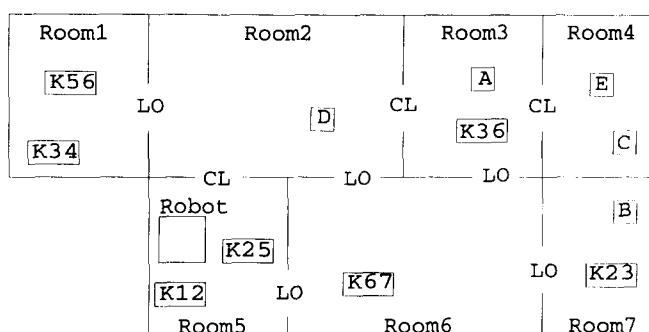 Room1 Room2 Room3 Room4
K56 A E
LO CL CL
D
K36
K34 C
CL LO LO
Robot B
K25
LO K23
K67
K12 LO
Room5 Room6 Room7